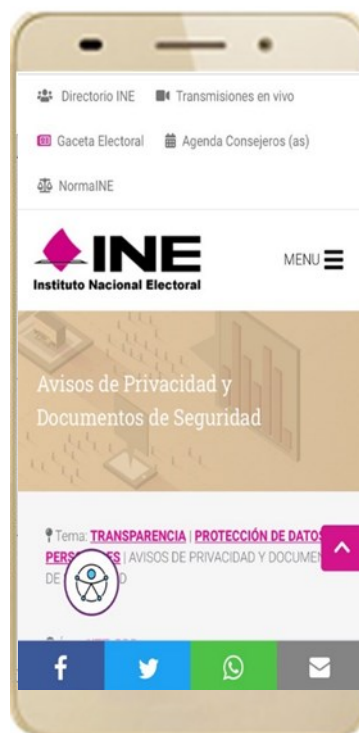 Directorio INE Transmisiones en vivo
Gaceta Electoral Agenda Consejeros (as)
NormaINE
INE
Instituto Nacional Electoral
MENU
Avisos de Privacidad y
Documentos de Seguridad
Tema: TRANSPARENCIA | PROTECCIÓN DE DATOS
| AVISOS DE PRIVACIDAD Y
DE